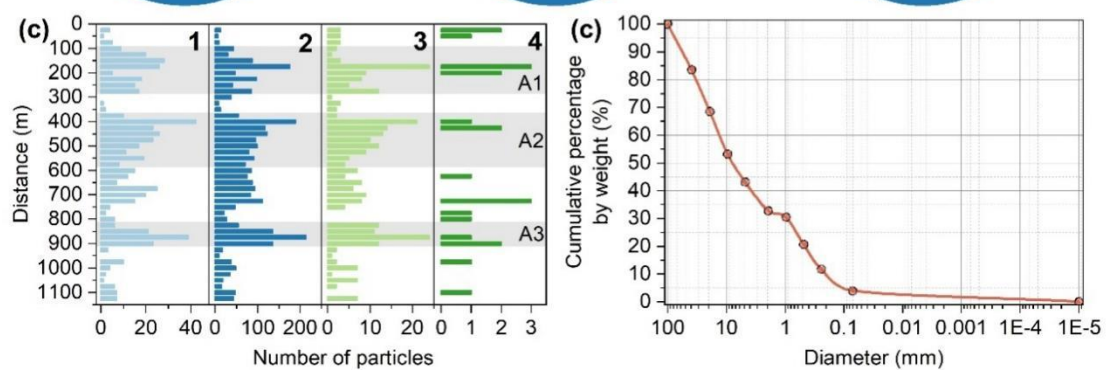 (c)
1 2 3 4
A1
A2
A3
0
100
200
300
400
500
600
700
800
900
1000
1100
Distance (m)
0 20 40 0 100 200 0 10 20 0 1 2 3
Number of particles
(c)
100
90
80
70
60
50
40
30
20
10
0
Cumulative percentage
by weight (%)
100 10 1 0.1 0.01 0.001 1E-4 1E-5
Diameter (mm)